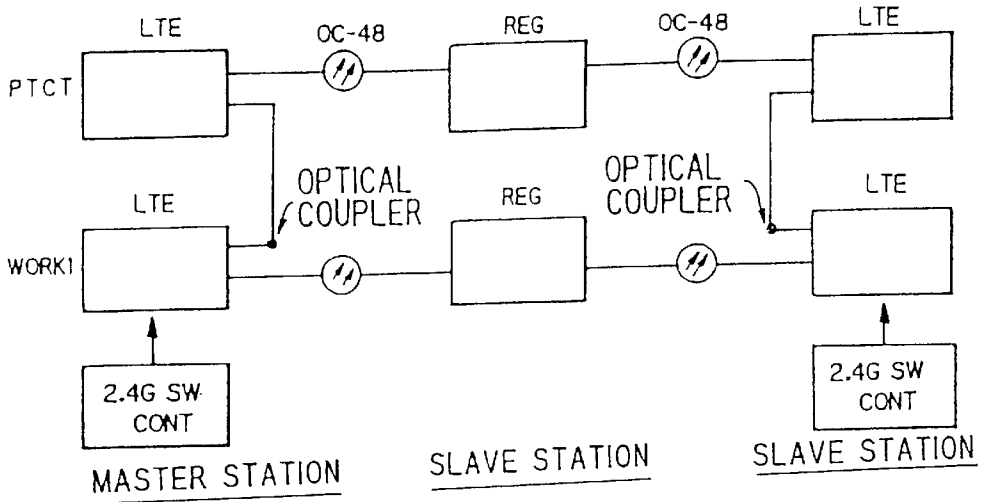 LTE
OC-48
REG
OC-48
LTE
PTCT
OPTICAL
COUPLER
OPTICAL
COUPLER
LTE
REG
LTE
WORK1
2.4G SW
CONT
2.4G SW
CONT
MASTER STATION
SLAVE STATION
SLAVE STATION